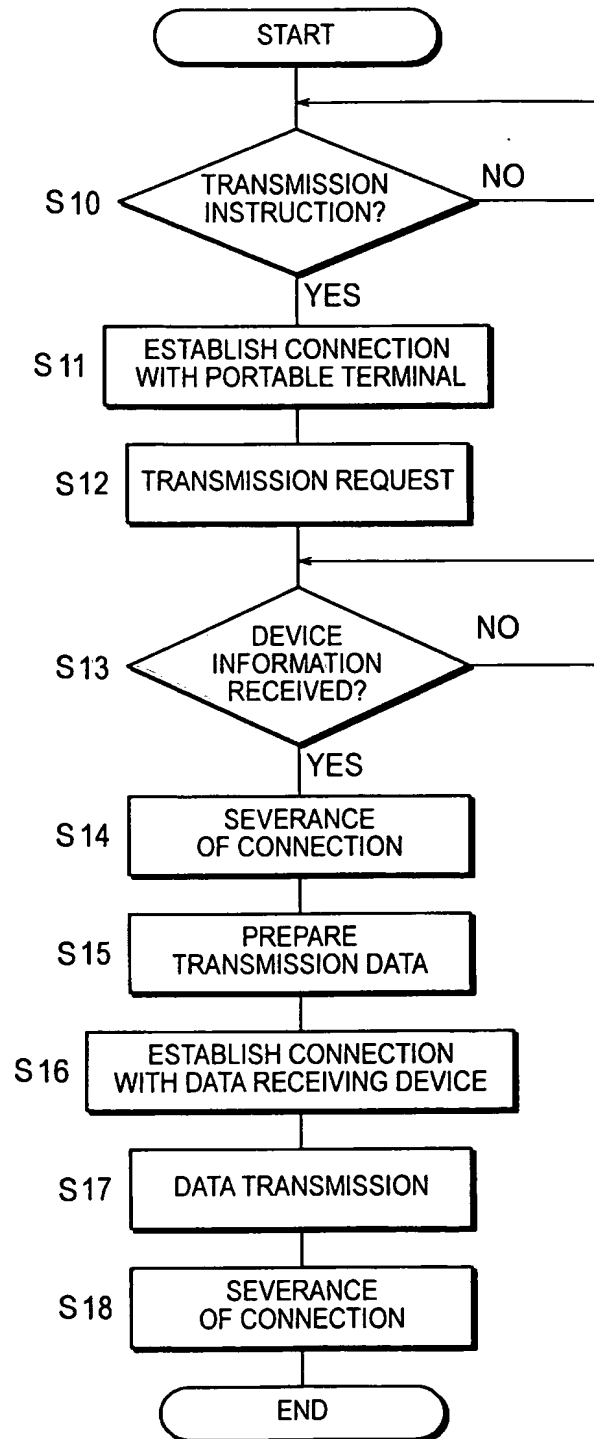 START
S10
TRANSMISSION
INSTRUCTION?
NO
YES
S11
ESTABLISH CONNECTION
WITH PORTABLE TERMINAL
S12
TRANSMISSION REQUEST
S13
DEVICE
INFORMATION
RECEIVED?
NO
YES
S14
SEVERANCE
OF CONNECTION
S15
PREPARE
TRANSMISSION DATA
S16
ESTABLISH CONNECTION
WITH DATA RECEIVING DEVICE
S17
DATA TRANSMISSION
S18
SEVERANCE
OF CONNECTION
END